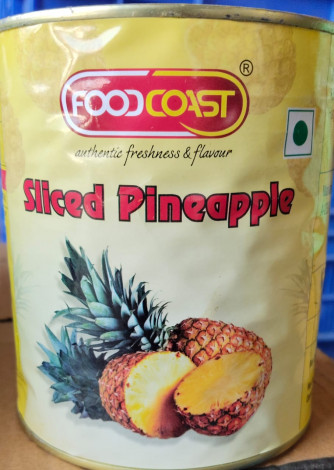 FOODCOAST ®
authentic freshness & flavour
Sliced Pineapple